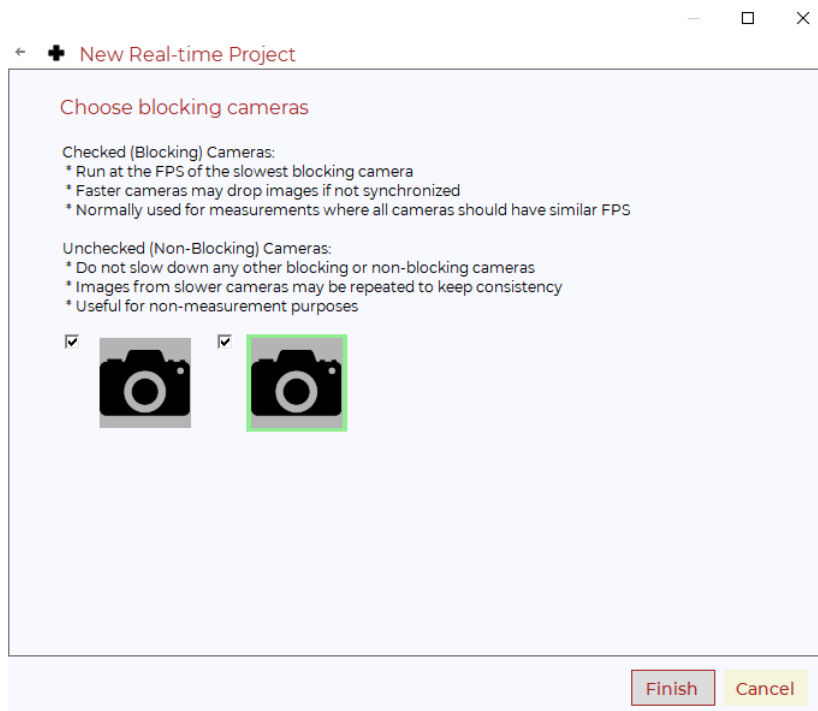 New Real-time Project
Choose blocking cameras
Checked (Blocking) Cameras:
* Run at the FPS of the slowest blocking camera
* Faster cameras may drop images if not synchronized
* Normally used for measurements where all cameras should have similar FPS
Unchecked (Non-Blocking) Cameras:
* Do not slow down any other blocking or non-blocking cameras
* Images from slower cameras may be repeated to keep consistency
* Useful for non-measurement purposes
Finish Cancel